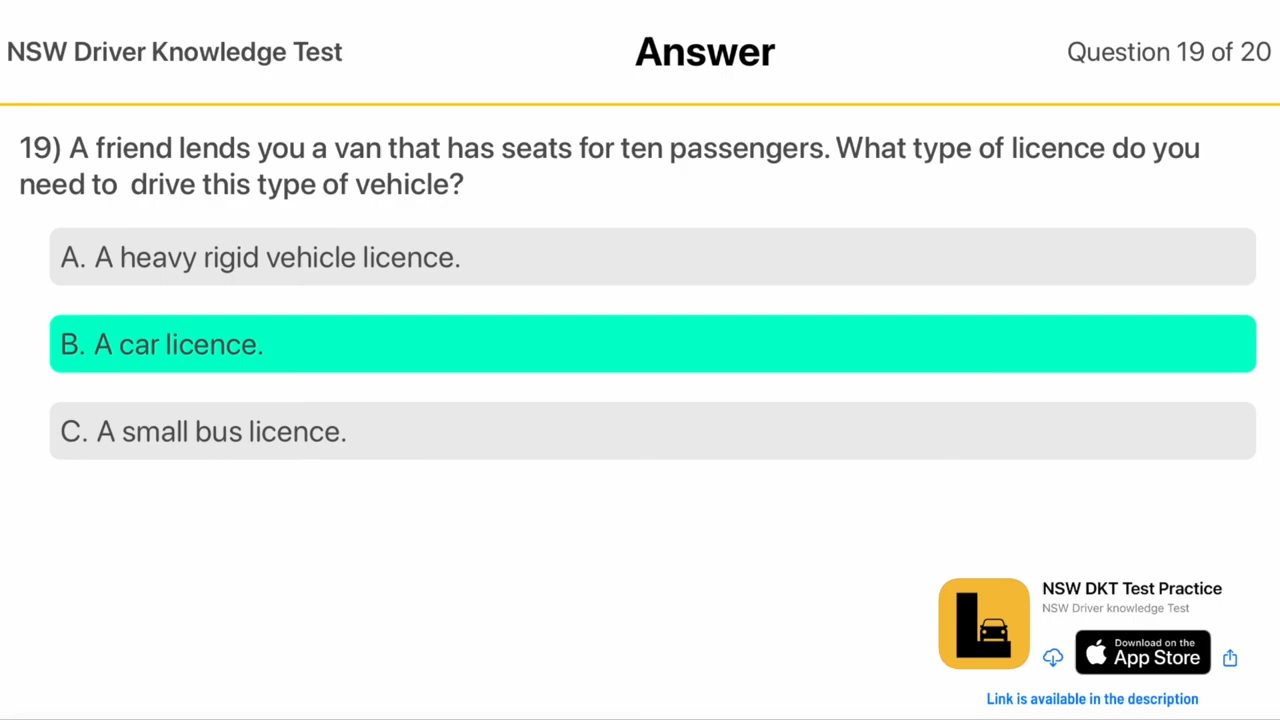 NSW Driver Knowledge Test
Answer
Question 19 of 20
19) A friend lends you a van that has seats for ten passengers. What type of licence do you
need to drive this type of vehicle?
A. A heavy rigid vehicle licence.
B. A car licence.
C. A small bus licence.
NSW DKT Test Practice
NSW Driver knowledge Test
Download on the
App Store
Link is available in the description